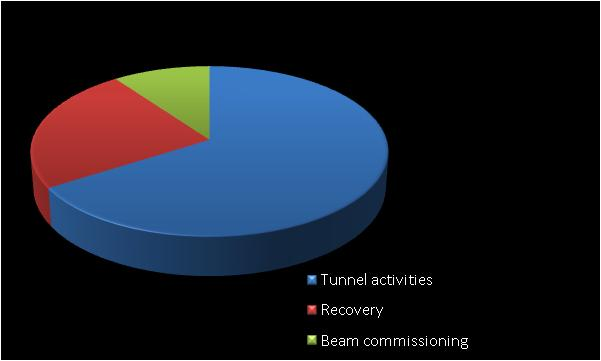 Tunnel activities
Recovery
Beam commissioning